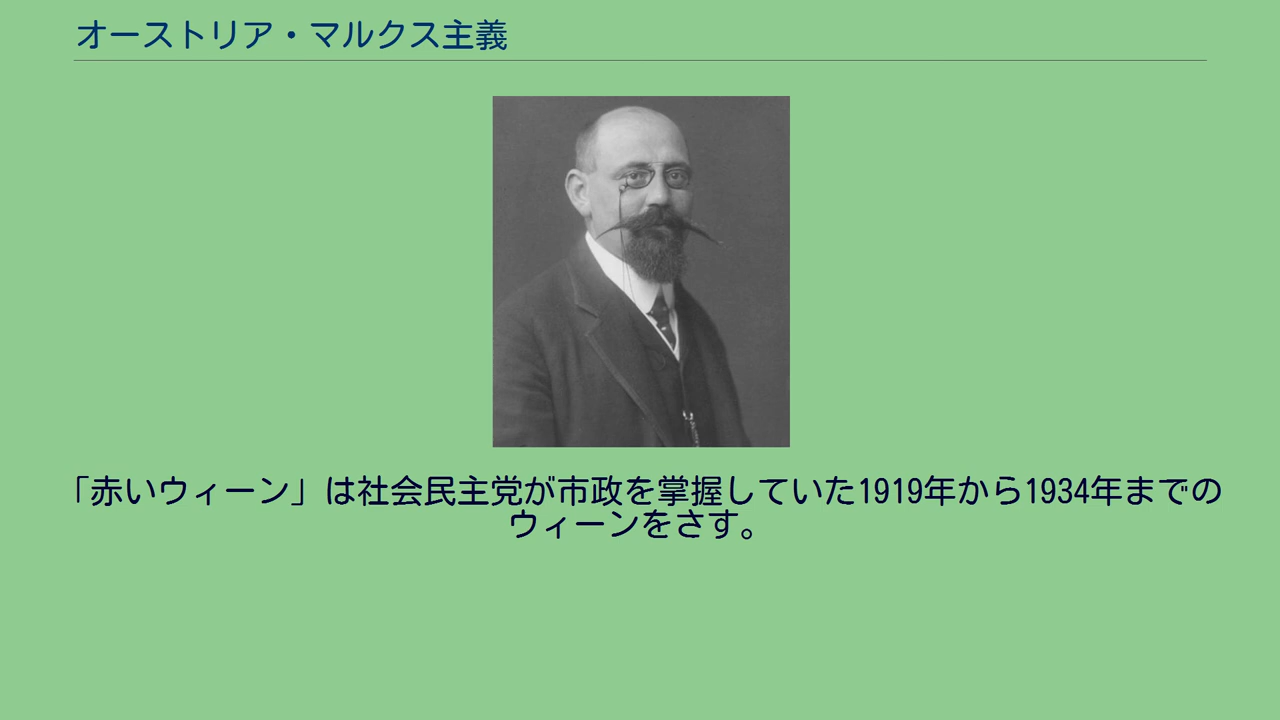 オーストリア・マルクス主義
「赤いウィーン」は社会民主党が市政を掌握していた1919年から1934年までの
ウィーンをさす。